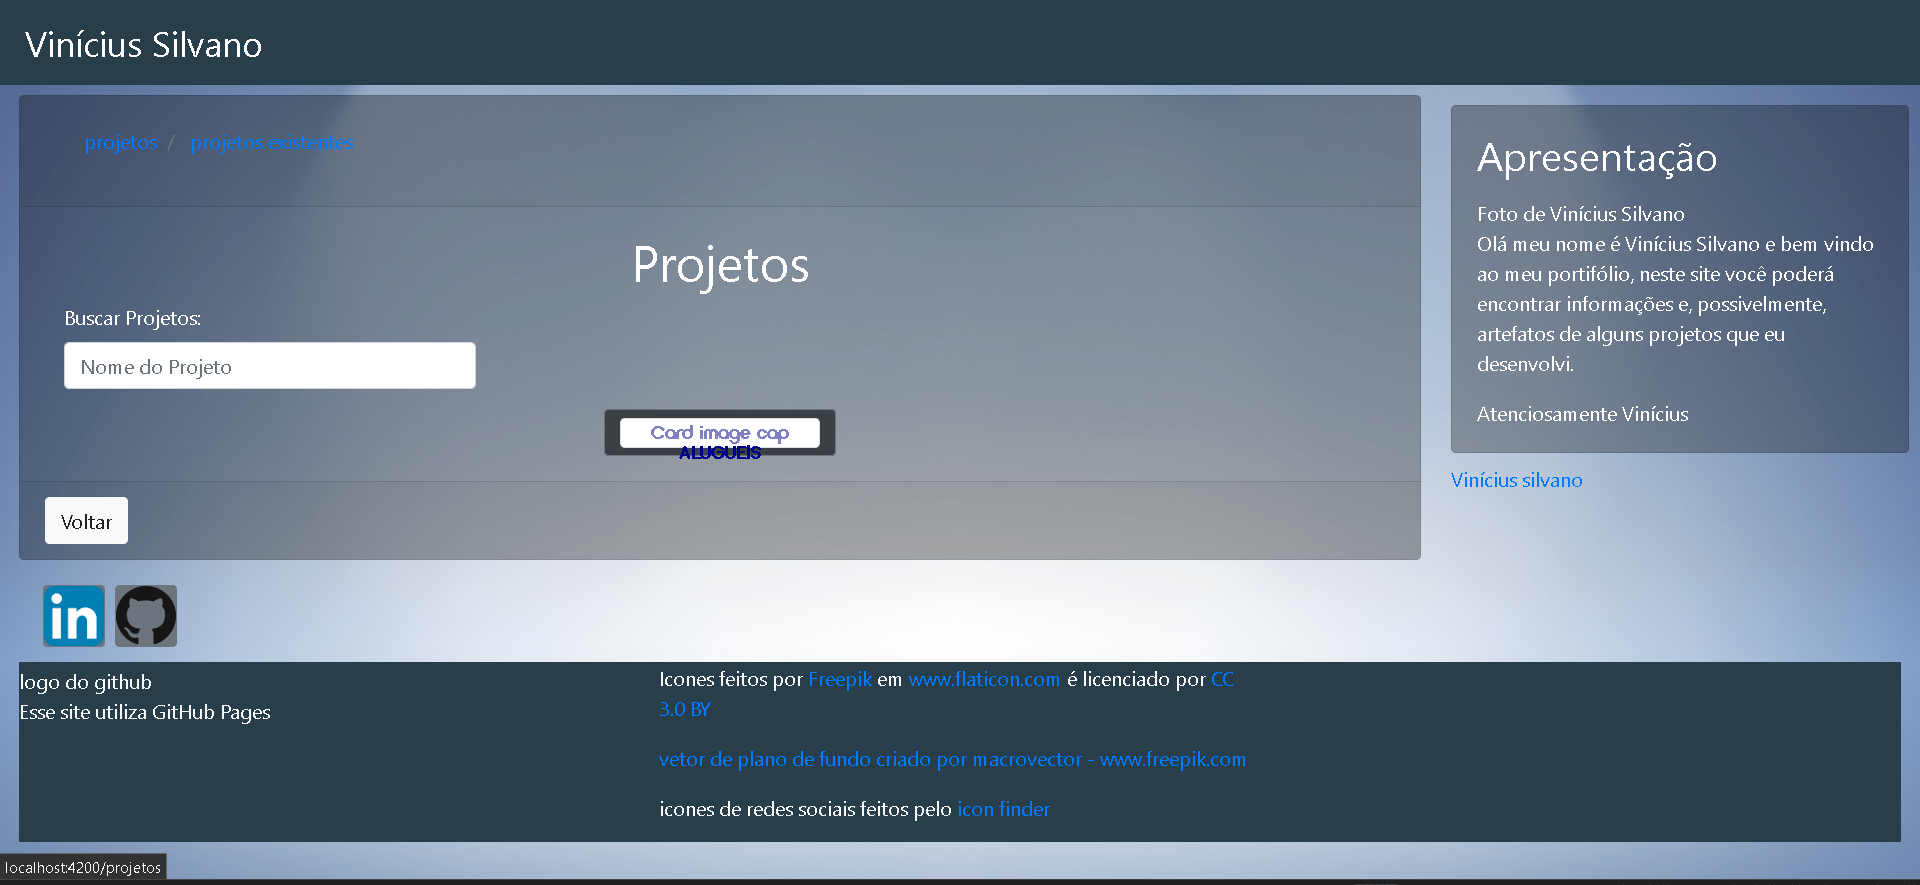 Vinícius Silvano
projetos / projetos existentes
Projetos
Buscar Projetos:
Nome do Projeto
Card image cap
ALUGUEIS
Voltar
Apresentação
Foto de Vinícius Silvano
Olá meu nome é Vinícius Silvano e bem vindo
ao meu portifólio, neste site você poderá
encontrar informações e, possivelmente,
artefatos de alguns projetos que eu
desenvolvi.
Atenciosamente Vinícius
Vinícius silvano
in
logo do github
Esse site utiliza GitHub Pages
Icones feitos por Freepik em www.flaticon.com é licenciado por CC
3.0 BY
vetor de plano de fundo criado por macrovector - www.freepik.com
icones de redes sociais feitos pelo icon finder
localhost:4200/projetos